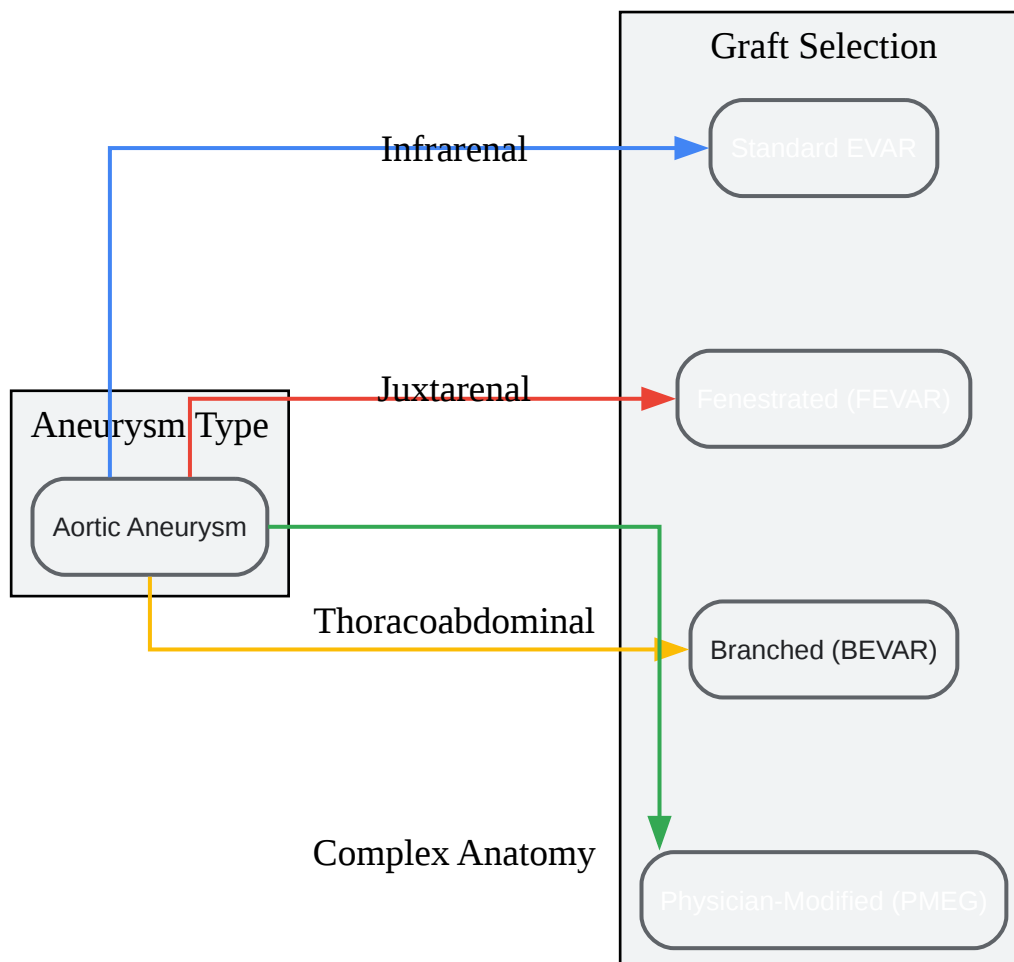 Graft Selection
Infrarenal
Standard EVAR
Juxtarenal
Fenestrated (FEVAR)
Aneurysm Type
Aortic Aneurysm
Thoracoabdominal
Branched (BEVAR)
Complex Anatomy
Physician-Modified (PMEG)